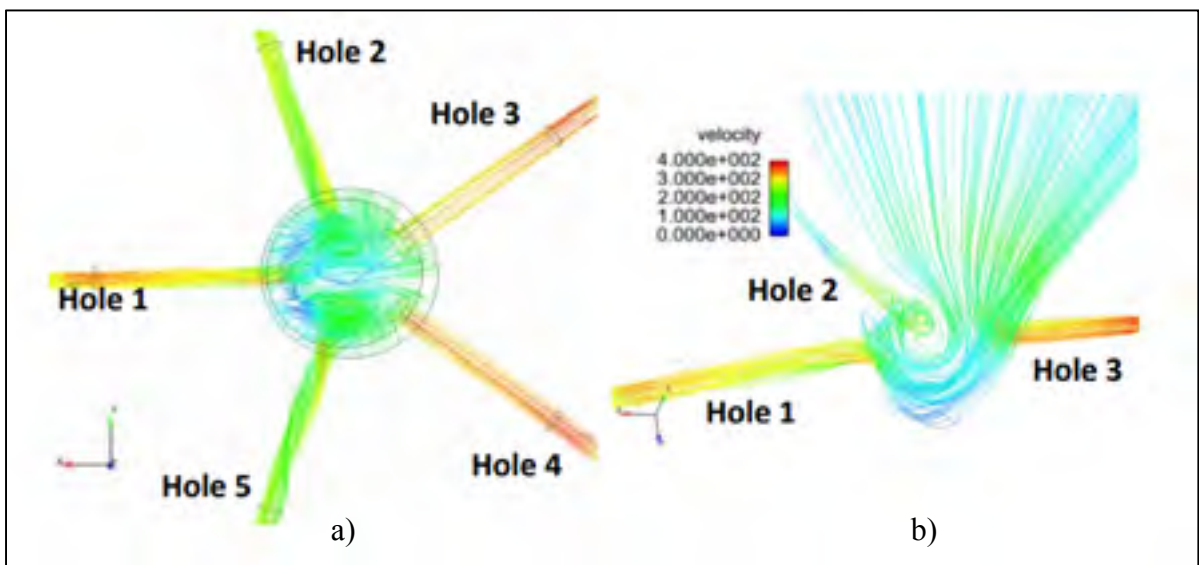 Hole 2
Hole 3
Hole 1
Hole 5
Hole 4
a)
velocity
4.000e+002
3.000e+002
2.000e+002
1.000e+002
0.000e+000
Hole 2
Hole 3
Hole 1
b)